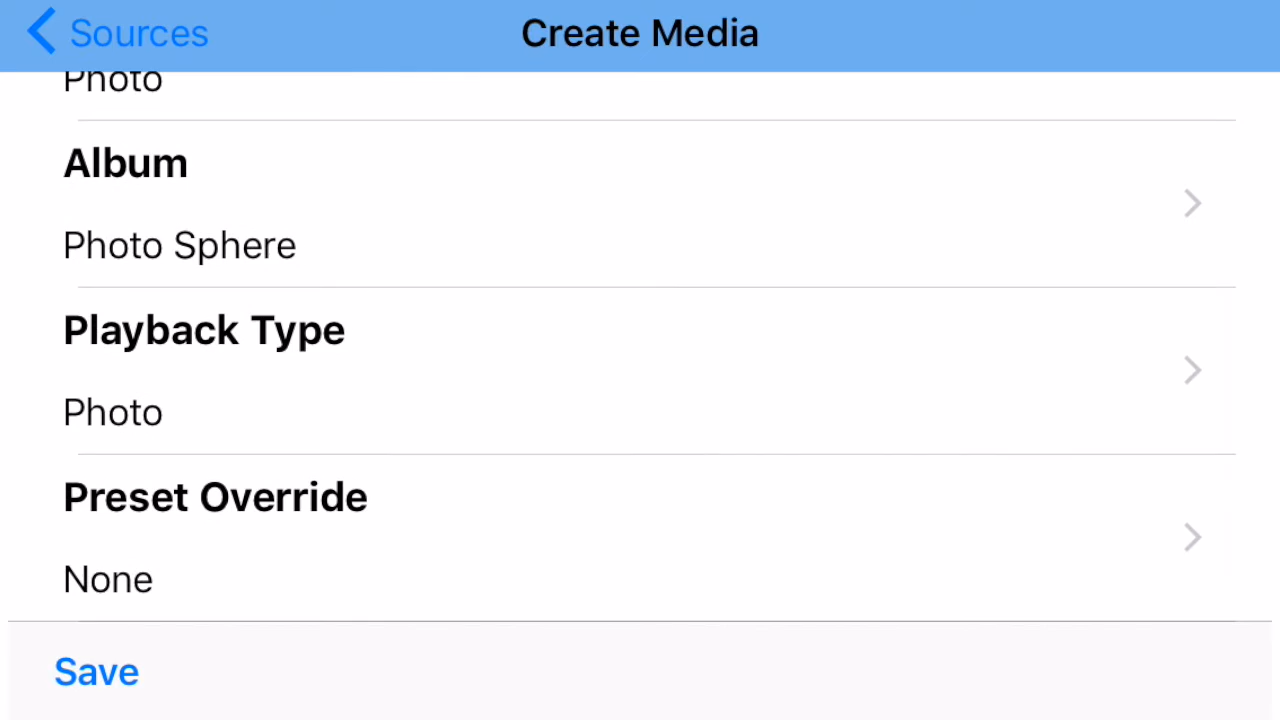 Sources
Create Media
Photo
Album
Photo Sphere
Playback Type
Photo
Preset Override
None
Save